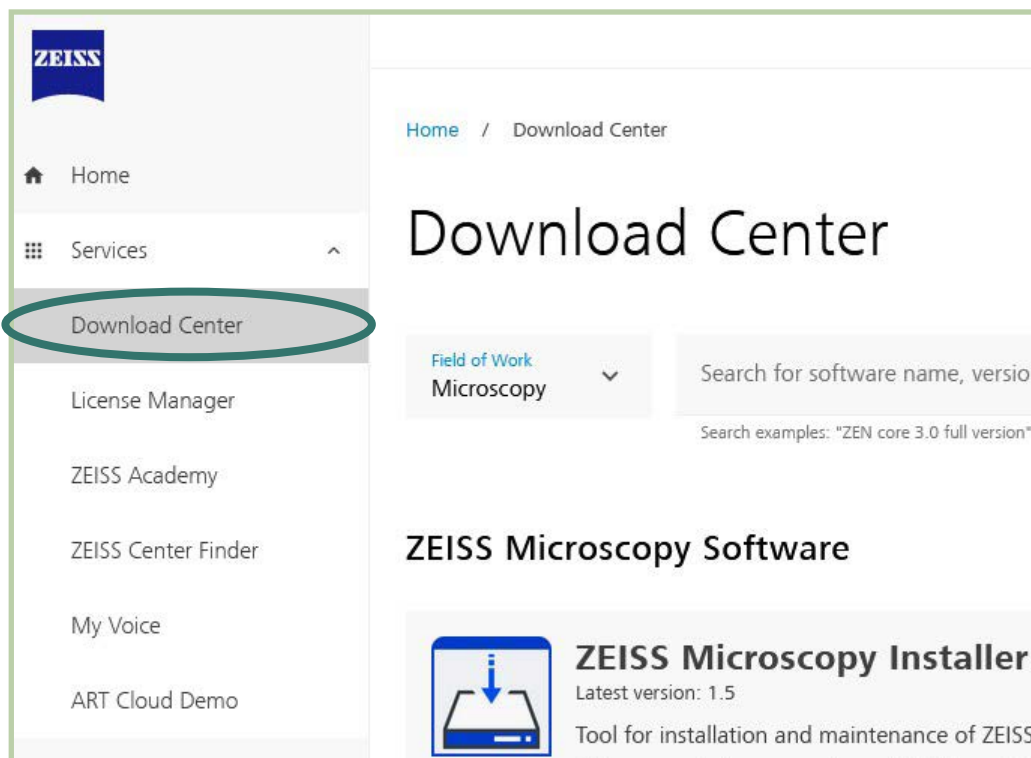 ZEISS
Home
Services
Download Center
License Manager
ZEISS Academy
ZEISS Center Finder
My Voice
ART Cloud Demo
Home / Download Center
Download Center
Field of Work
Microscopy
Search for software name, versio
Search examples: "ZEN core 3.0 full version"
ZEISS Microscopy Software
ZEISS Microscopy Installer
Latest version: 1.5
Tool for installation and maintenance of ZEISS